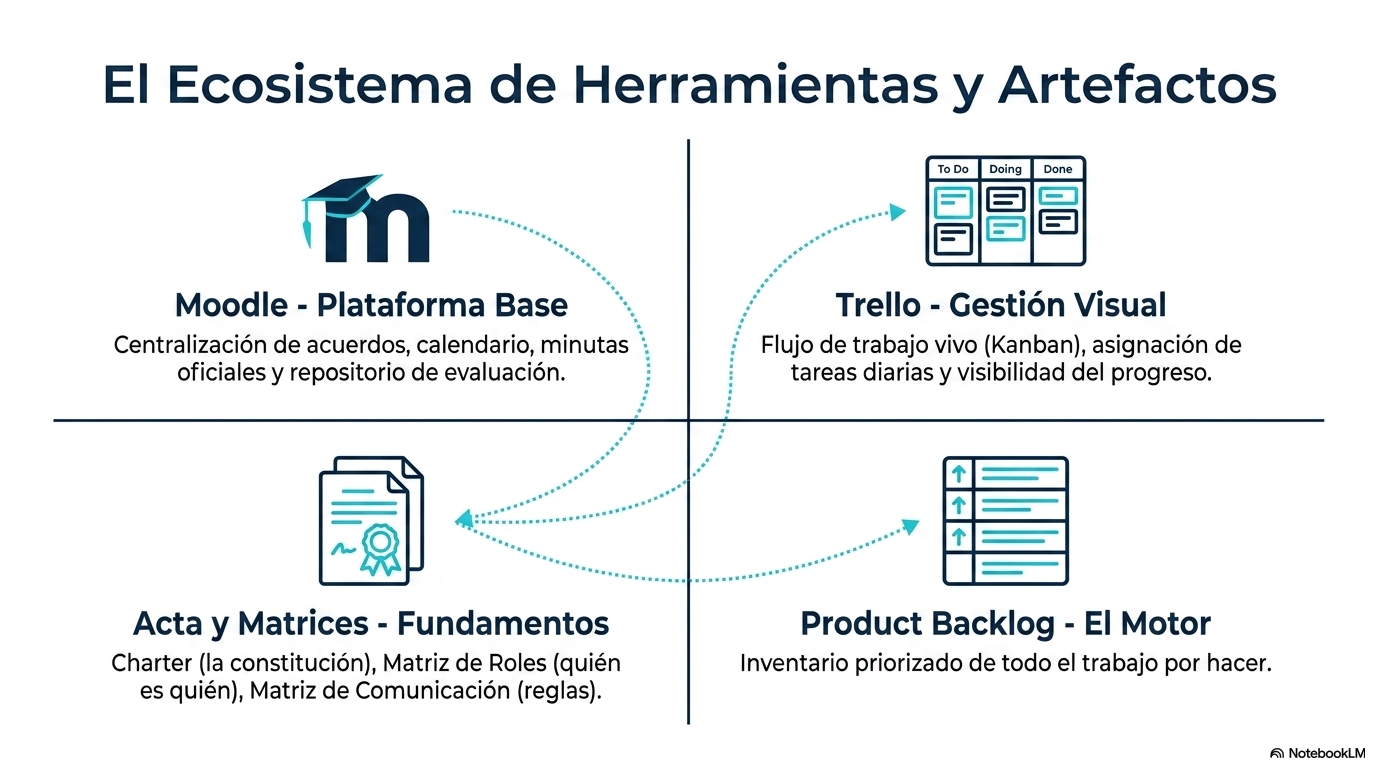 El Ecosistema de Herramientas y Artefactos
m
Moodle - Plataforma Base
Centralización de acuerdos, calendario, minutas
oficiales y repositorio de evaluación.
To Do Doing Done
Trello - Gestión Visual
Flujo de trabajo vivo (Kanban), asignación de
tareas diarias y visibilidad del progreso.
Acta y Matrices - Fundamentos
Charter (la constitución), Matriz de Roles (quién
es quién), Matriz de Comunicación (reglas).
Product Backlog - El Motor
Inventario priorizado de todo el trabajo por hacer.
NotebookLM